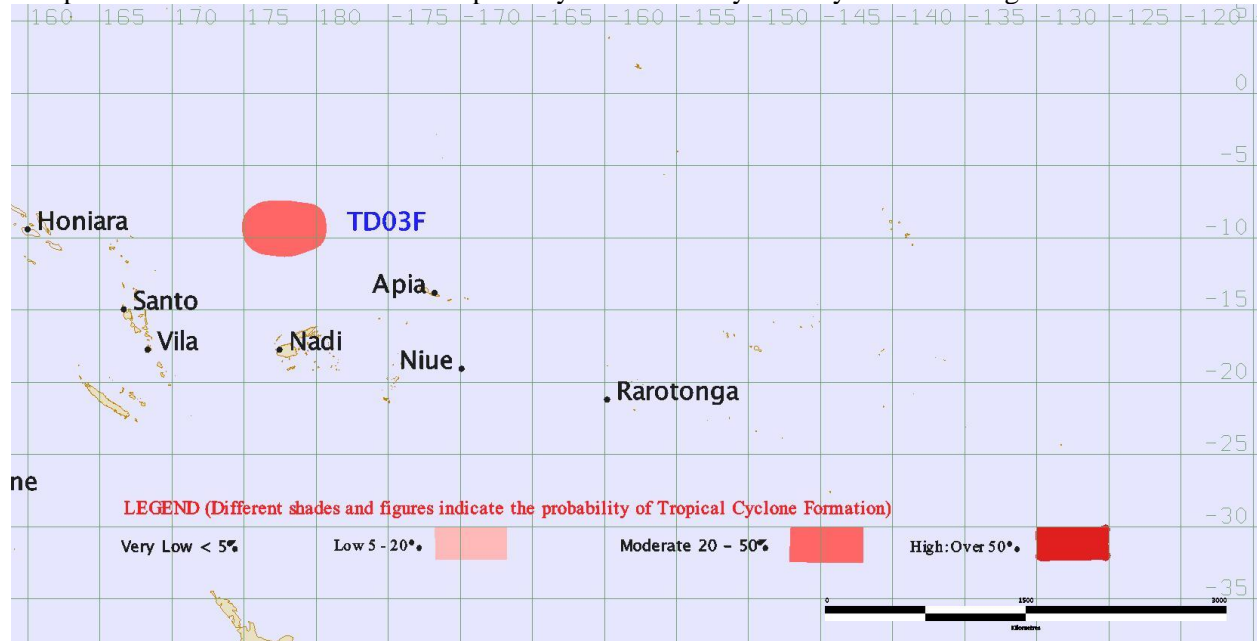 160 165 170 175 180 -175 -170 -165 -160 -155 -150 -145 -140 -135 -130 -125 -120
0
-5
Honiara
TD03F
-10
Apia
-15
Santo
Vila
Nadi
Niue
-20
Rarotonga
-25
ne
LEGEND (Different shades and figures indicate the probability of Tropical Cyclone Formation)
-30
Very Low < 5%
Low 5 - 20%
Moderate 20 - 50%
High: Over 50%
-35
0 1500 3000
Kilometres